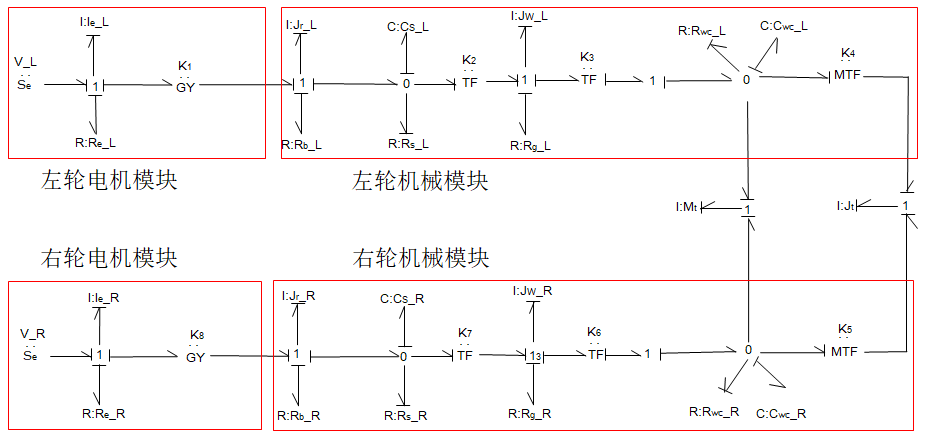 I:Ie_L
I:Jr_L
C:Cs_L
I:Jw_L
R:Rwc_L
C:Cwc_L
V_L
K1
K2
K3
K4
Se
1
GY
1
0
TF
1
TF
1
0
MTF
R:Re_L
R:Rb_L
R:Rs_L
R:Rg_L
左轮电机模块
左轮机械模块
I:Mt
1
I:Jt
1
右轮电机模块
右轮机械模块
I:Ie_R
I:Jr_R
C:Cs_R
I:Jw_R
V_R
K8
K7
K6
K5
Se
1
GY
1
0
TF
13
TF
1
0
MTF
R:Re_R
R:Rb_R
R:Rs_R
R:Rg_R
R:Rwc_R
C:Cwc_R